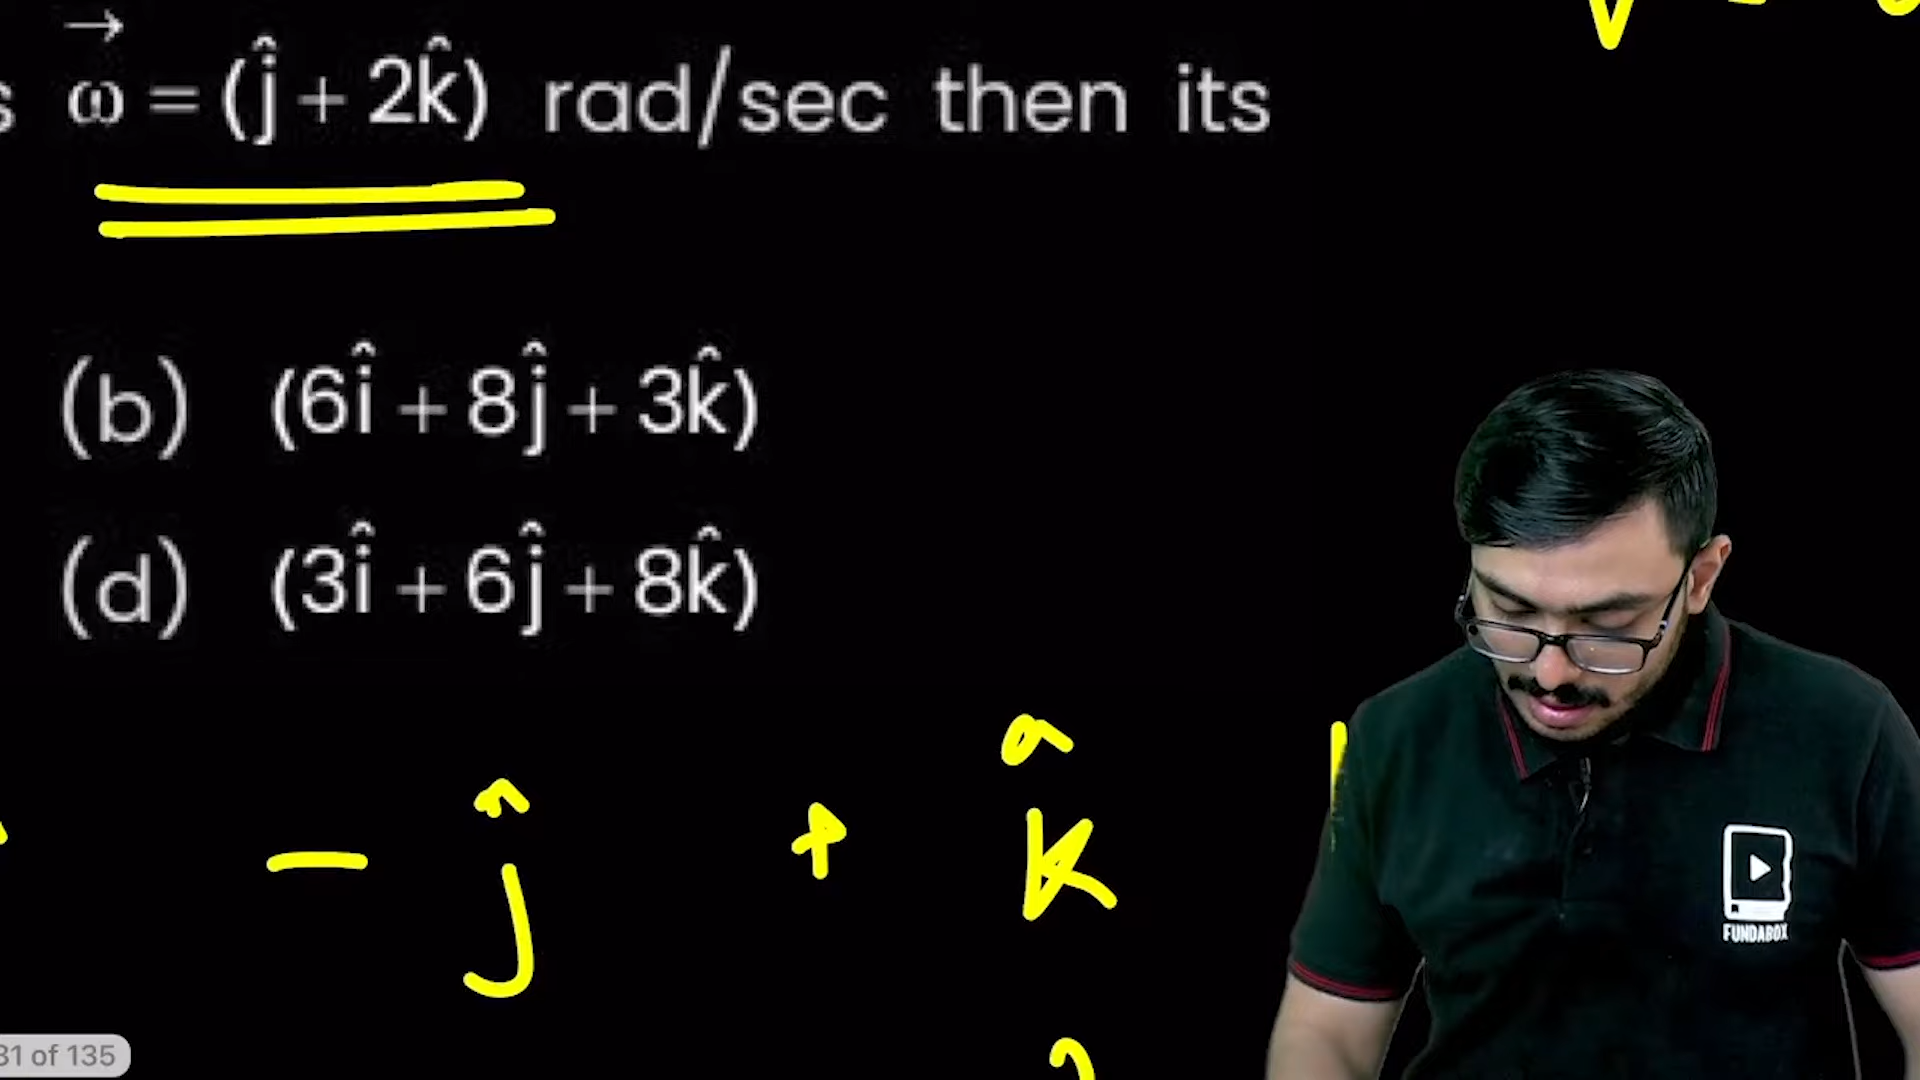 ω⃗ = (ĵ + 2k̂) rad/sec then its
(b) (6î + 8ĵ + 3k̂)
(d) (3î + 6ĵ + 8k̂)
− ĵ + k̂
31 of 135
FUNDABOX